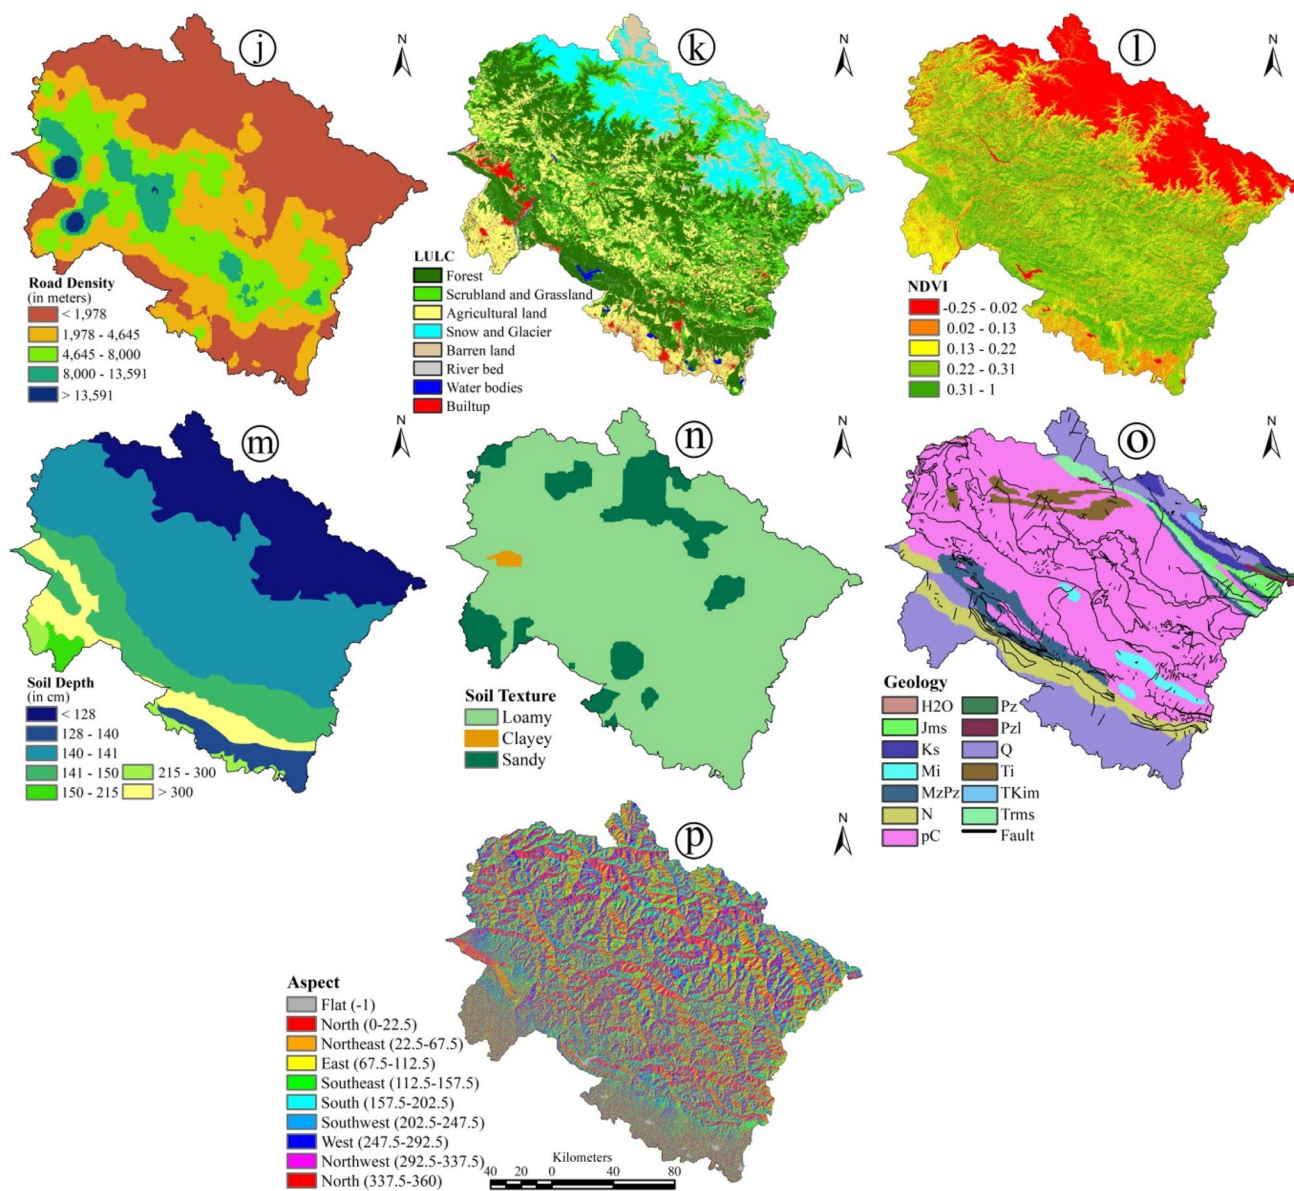 j
N
Road Density
(in meters)
< 1,978
1,978 - 4,645
4,645 - 8,000
8,000 - 13,591
> 13,591
k
N
LULC
Forest
Scrubland and Grassland
Agricultural land
Snow and Glacier
Barren land
River bed
Water bodies
Builtup
l
N
NDVI
-0.25 - 0.02
0.02 - 0.13
0.13 - 0.22
0.22 - 0.31
0.31 - 1
m
N
Soil Depth
(in cm)
< 128
128 - 140
140 - 141
141 - 150
150 - 215
215 - 300
> 300
n
N
Soil Texture
Loamy
Clayey
Sandy
o
N
Geology
H2O
Jms
Ks
Mi
MzPz
N
pC
Pz
Pzl
Q
Ti
TKim
Trms
Fault
p
N
Aspect
Flat (-1)
North (0-22.5)
Northeast (22.5-67.5)
East (67.5-112.5)
Southeast (112.5-157.5)
South (157.5-202.5)
Southwest (202.5-247.5)
West (247.5-292.5)
Northwest (292.5-337.5)
North (337.5-360)
Kilometers
40 20 0 40 80